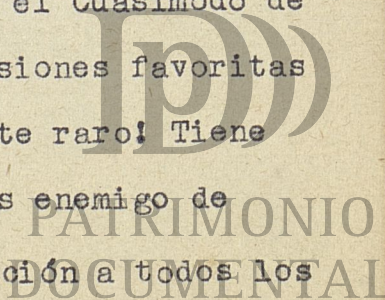 el Cuasimodo de
siones favoritas
te raro! Tiene
s enemigo de
PATRIMONIO
ción a todos los
DOCUMENTAL